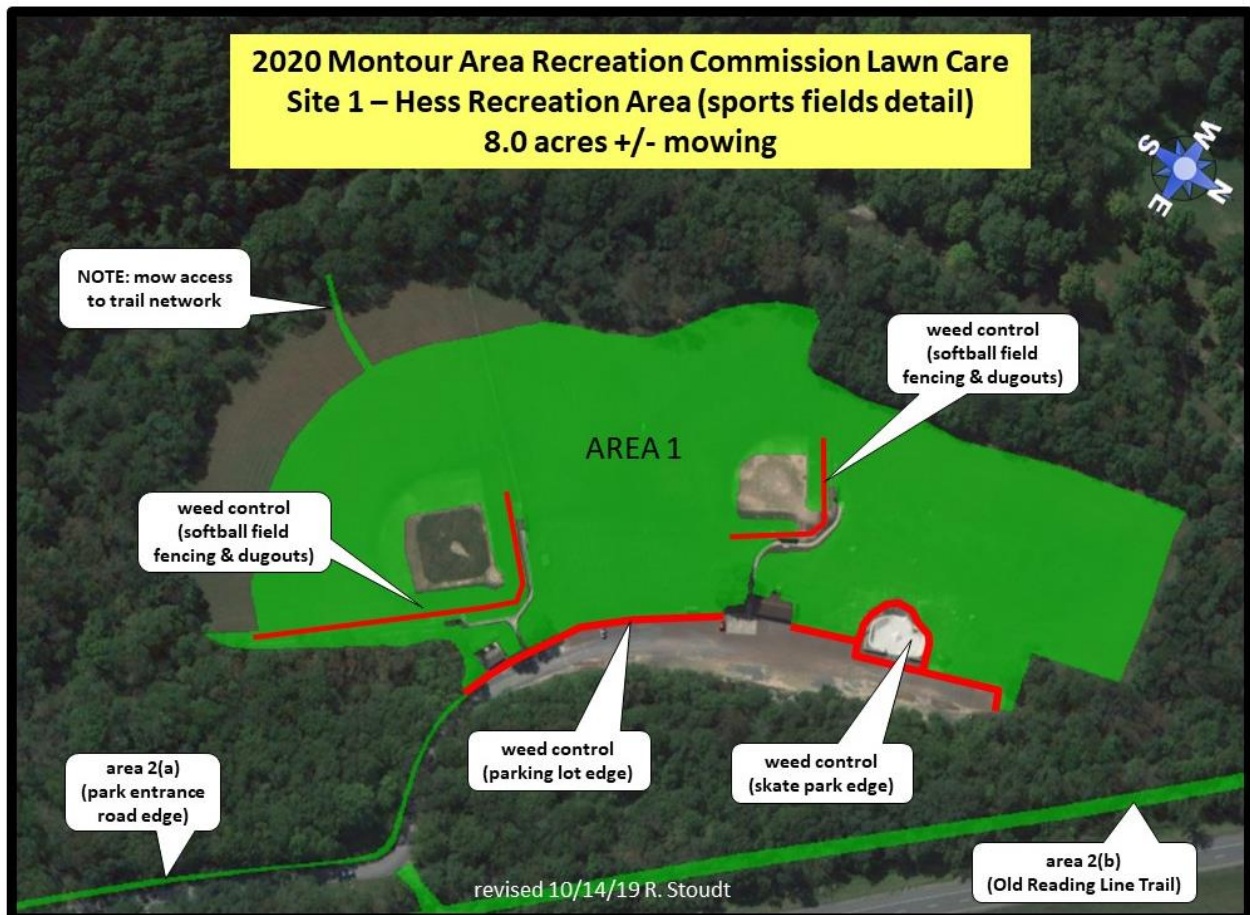 2020 Montour Area Recreation Commission Lawn Care
Site 1 – Hess Recreation Area (sports fields detail)
8.0 acres +/- mowing
S
W
E
N
NOTE: mow access
to trail network
weed control
(softball field
fencing & dugouts)
AREA 1
weed control
(softball field
fencing & dugouts)
weed control
(parking lot edge)
weed control
(skate park edge)
area 2(a)
(park entrance
road edge)
area 2(b)
(Old Reading Line Trail)
revised 10/14/19 R. Stoudt